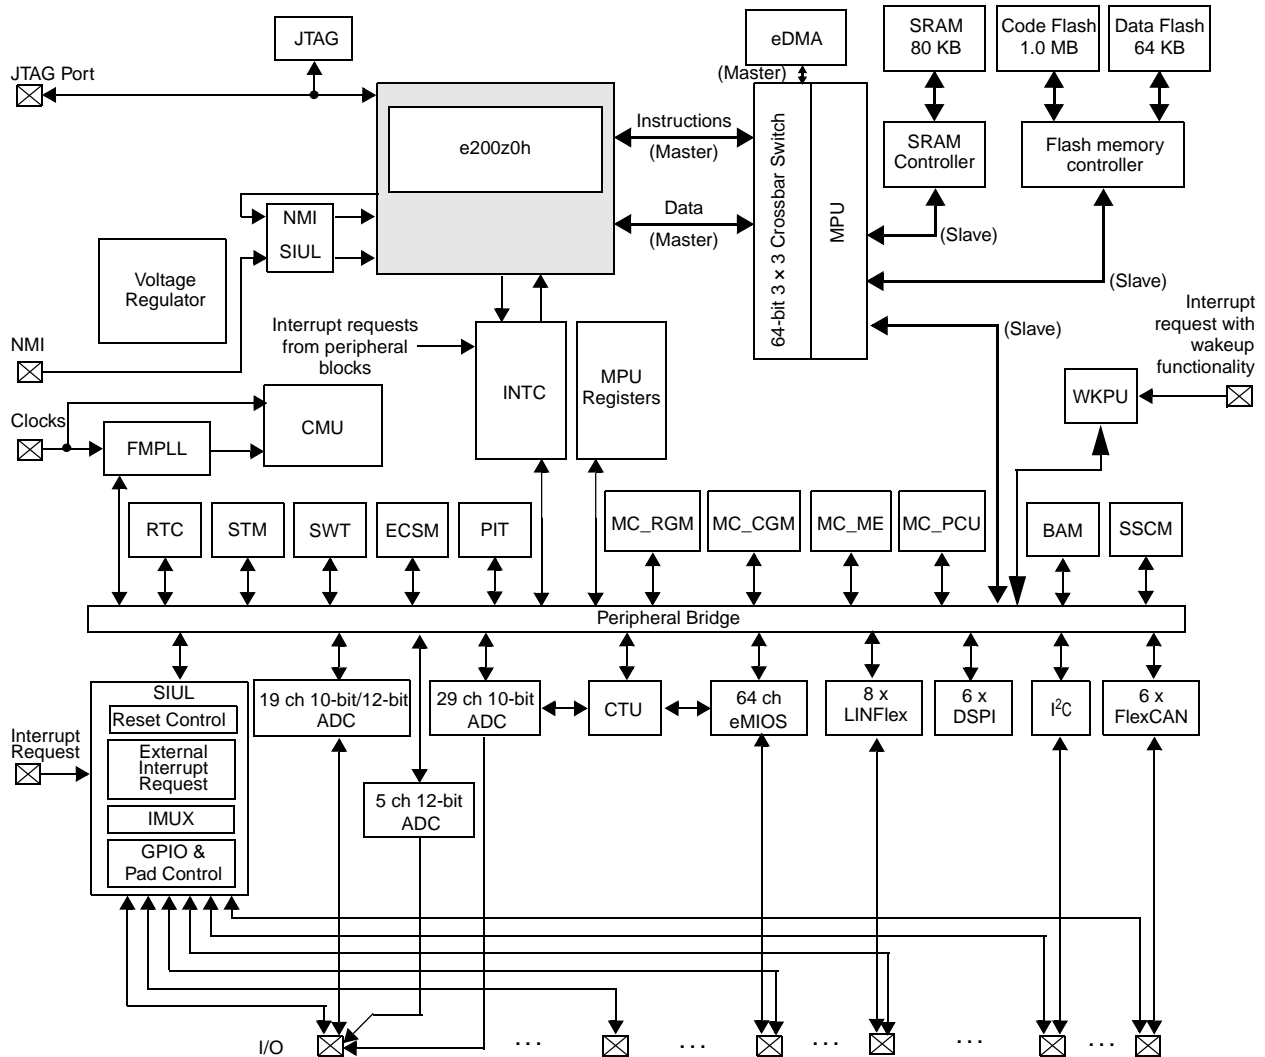 JTAG
eDMA
SRAM
80 KB
Code Flash
1.0 MB
Data Flash
64 KB
JTAG Port
(Master)
e200z0h
Instructions
(Master)
Data
(Master)
64-bit 3 × 3 Crossbar Switch
MPU
SRAM
Controller
Flash memory
controller
(Slave)
(Slave)
(Slave)
NMI
SIUL
Voltage
Regulator
NMI
Interrupt requests
from peripheral
blocks
INTC
MPU
Registers
Interrupt
request with
wakeup
functionality
WKPU
Clocks
FMPLL
CMU
RTC
STM
SWT
ECSM
PIT
MC_RGM
MC_CGM
MC_ME
MC_PCU
BAM
SSCM
Peripheral Bridge
SIUL
Reset Control
External
Interrupt
Request
IMUX
GPIO &
Pad Control
Interrupt
Request
19 ch 10-bit/12-bit
ADC
29 ch 10-bit
ADC
5 ch 12-bit
ADC
CTU
64 ch
eMIOS
8 x
LINFlex
6 x
DSPI
I²C
6 x
FlexCAN
I/O
. . .
. . .
. . .
. . .
. . .